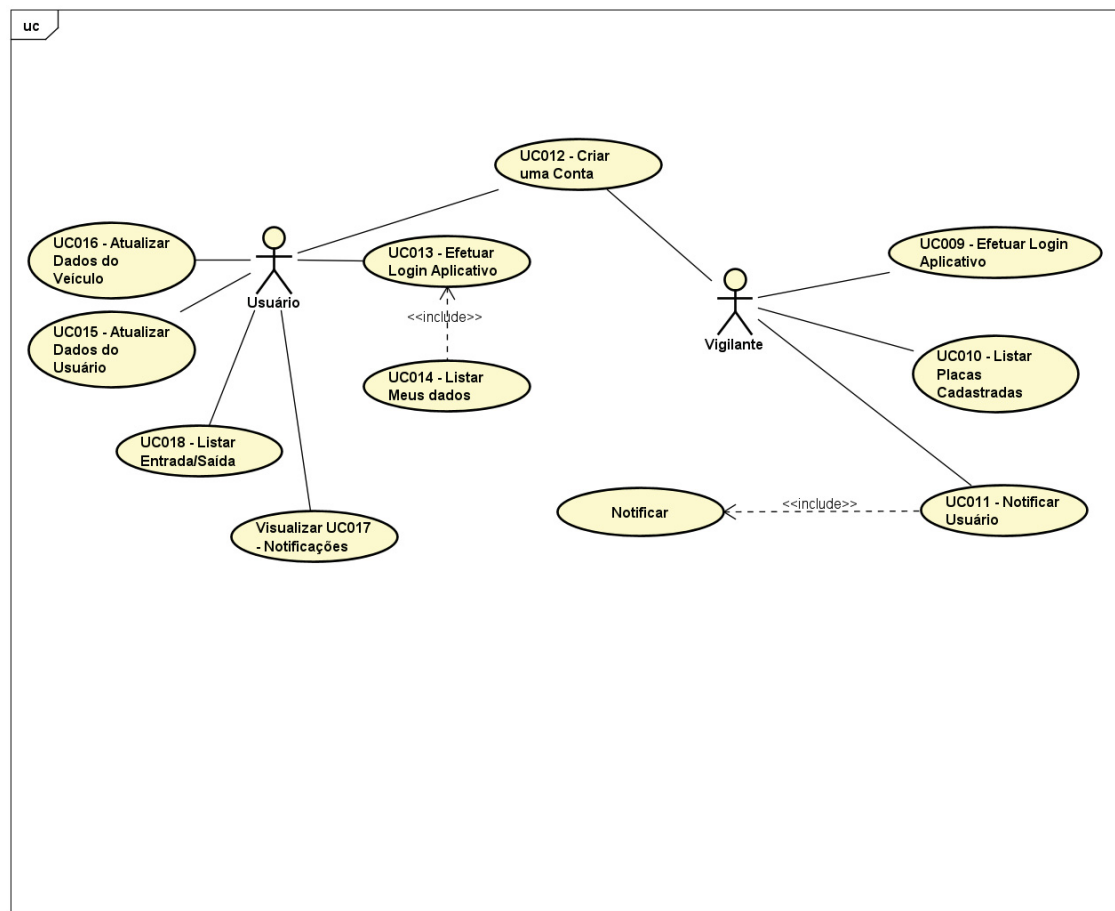 uc
UC012 - Criar
uma Conta
UC016 - Atualizar
Dados do
Veículo
UC013 - Efetuar
Login Aplicativo
UC009 - Efetuar Login
Aplicativo
Usuário
<<include>>
UC015 - Atualizar
Dados do
Usuário
Vigilante
UC010 - Listar
Placas
Cadastradas
UC014 - Listar
Meus dados
UC018 - Listar
Entrada/Saída
Notificar
<<include>>
UC011 - Notificar
Usuário
Visualizar UC017
- Notificações